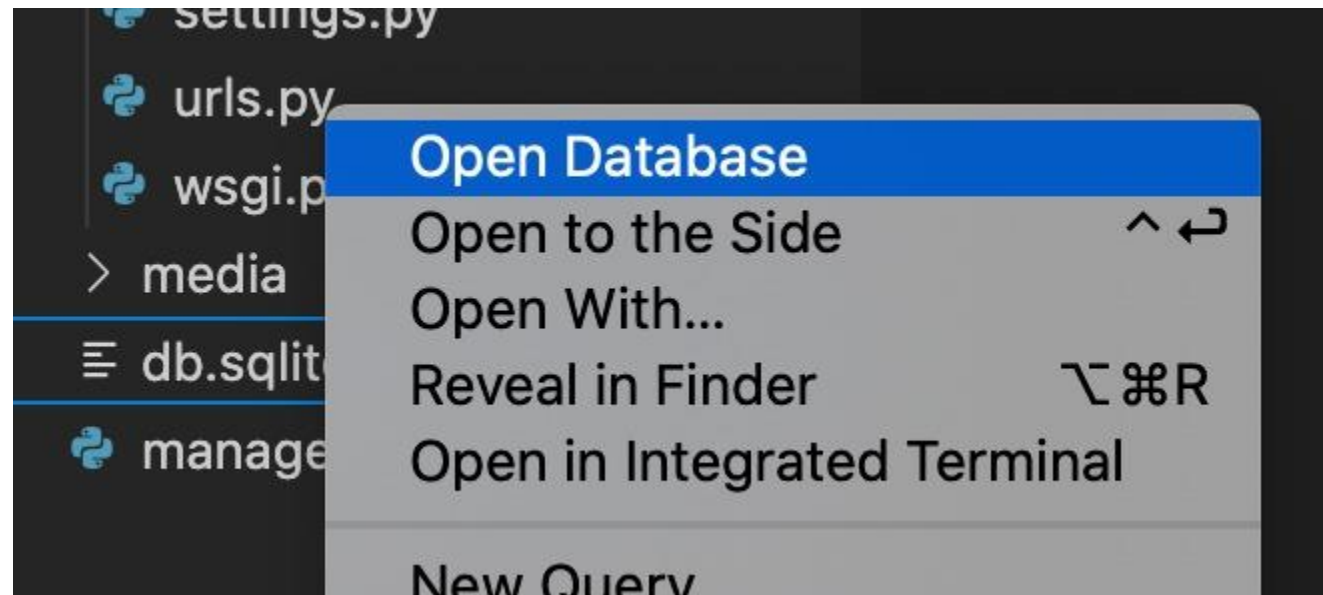 settings.py
urls.py
wsgi.p
media
db.sqlit
manage
Open Database
Open to the Side ^ ↩
Open With...
Reveal in Finder ⌥⌘R
Open in Integrated Terminal
New Query